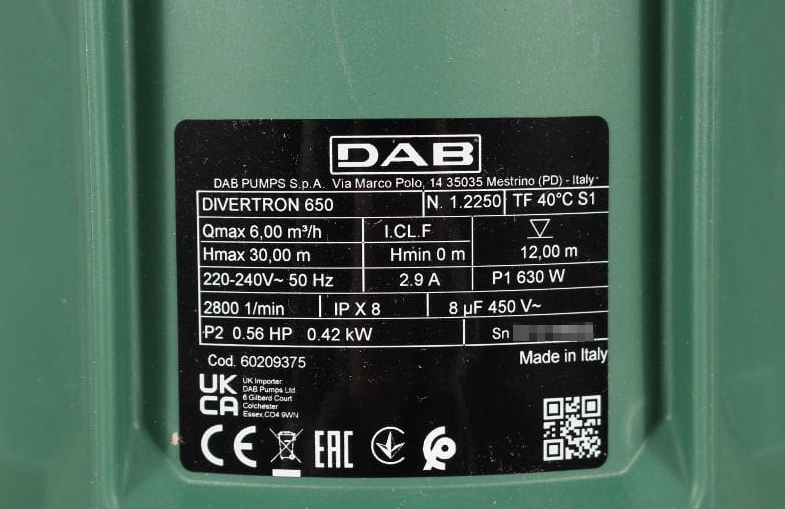 DAB
DAB PUMPS S.p.A. Via Marco Polo, 14 35035 Mestrino (PD) - Italy
DIVERTRON 650 N. 1.2250 TF 40°C S1
Qmax 6,00 m³/h I.CL.F
Hmax 30,00 m Hmin 0 m 12,00 m
220-240V~ 50 Hz 2.9 A P1 630 W
2800 1/min IP X 8 8 µF 450 V~
P2 0.56 HP 0.42 kW Sn
Cod. 60209375 Made in Italy
UK CA
UK Importer:
DAB Pumps Ltd.
6 Gilberd Court
Colchester
Essex CO4 9WN
CE EAC